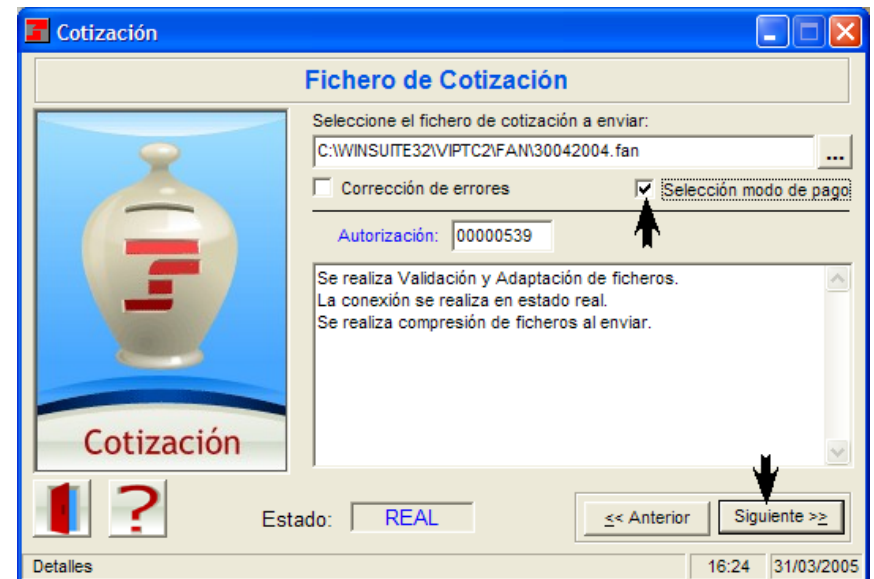 Cotización
Fichero de Cotización
Seleccione el fichero de cotización a enviar:
C:\WINSUITE32\VIPTC2\FAN\30042004.fan
...
Corrección de errores
Selección modo de pago
Autorización: 00000539
Se realiza Validación y Adaptación de ficheros.
La conexión se realiza en estado real.
Se realiza compresión de ficheros al enviar.
Cotización
?
Estado: REAL
<< Anterior
Siguiente >>
Detalles
16:24
31/03/2005